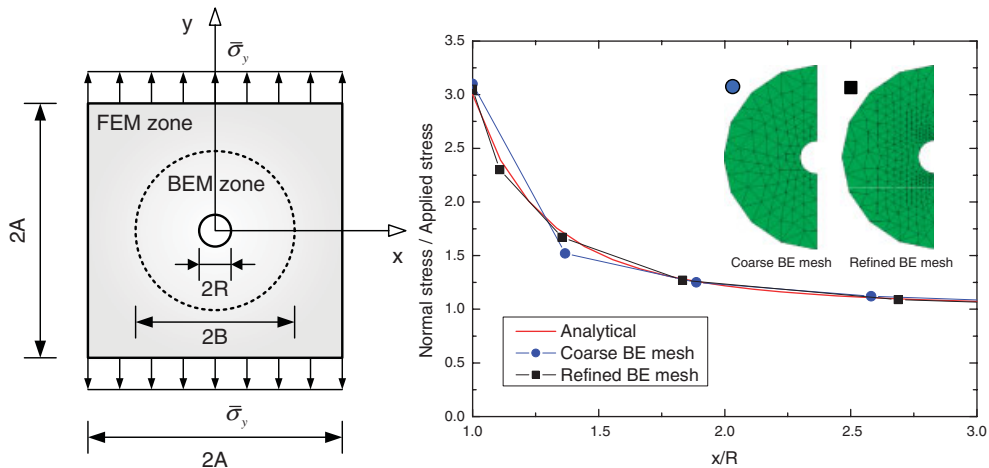 y
σ̄y
FEM zone
BEM zone
2A
x
2R
2B
σ̄y
2A
Normal stress / Applied stress
3.5
3.0
2.5
2.0
1.5
1.0
0.5
0.0
Coarse BE mesh
Refined BE mesh
Analytical
Coarse BE mesh
Refined BE mesh
1.0
1.5
2.0
2.5
3.0
x/R